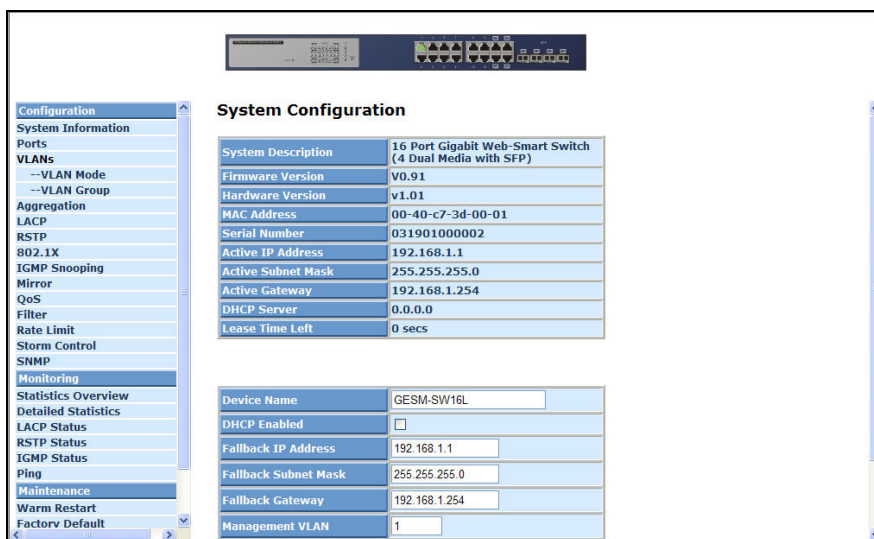 System Configuration
Configuration
System Information
Ports
VLANs
--VLAN Mode
--VLAN Group
Aggregation
LACP
RSTP
802.1X
IGMP Snooping
Mirror
QoS
Filter
Rate Limit
Storm Control
SNMP
Monitoring
Statistics Overview
Detailed Statistics
LACP Status
RSTP Status
IGMP Status
Ping
Maintenance
Warm Restart
Factory Default
System Description 16 Port Gigabit Web-Smart Switch
(4 Dual Media with SFP)
Firmware Version V0.91
Hardware Version v1.01
MAC Address 00-40-c7-3d-00-01
Serial Number 031901000002
Active IP Address 192.168.1.1
Active Subnet Mask 255.255.255.0
Active Gateway 192.168.1.254
DHCP Server 0.0.0.0
Lease Time Left 0 secs
Device Name GESM-SW16L
DHCP Enabled
Fallback IP Address 192.168.1.1
Fallback Subnet Mask 255.255.255.0
Fallback Gateway 192.168.1.254
Management VLAN 1